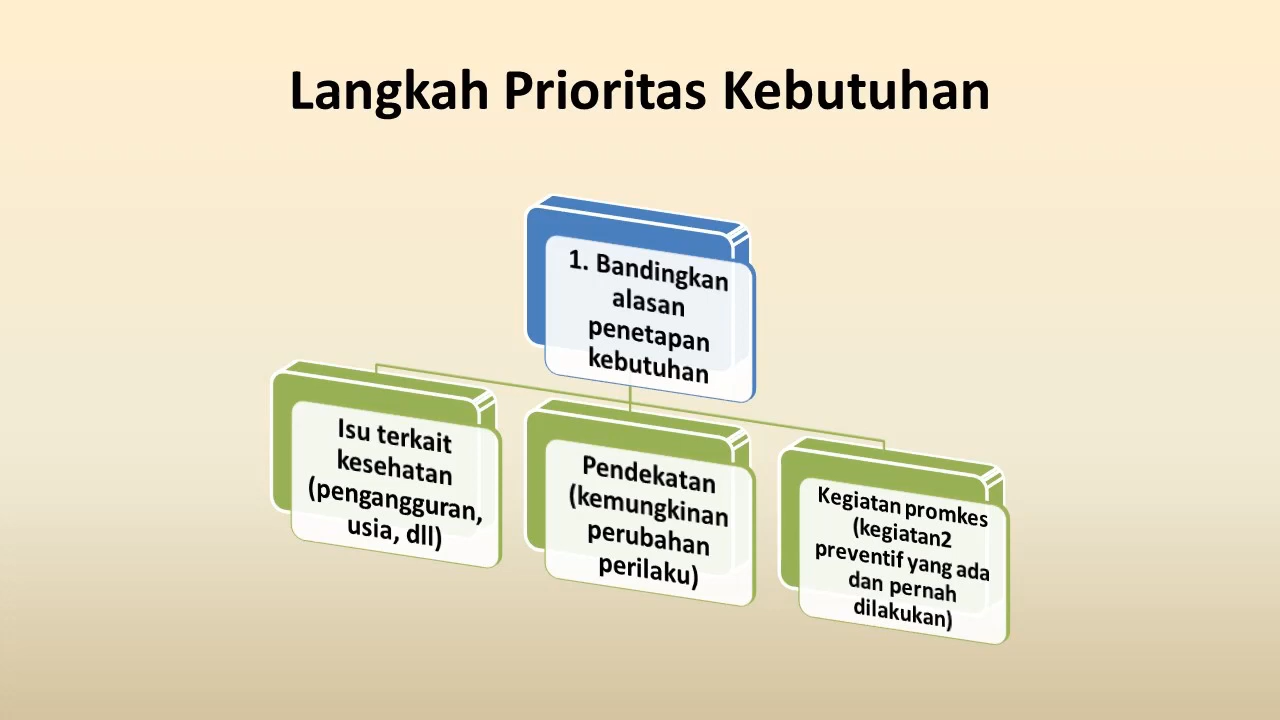 Langkah Prioritas Kebutuhan
1. Bandingkan
alasan
penetapan
kebutuhan
Isu terkait
kesehatan
(pengangguran,
usia, dll)
Pendekatan
(kemungkinan
perubahan
perilaku)
Kegiatan promkes
(kegiatan2
preventif yang ada
dan pernah
dilakukan)